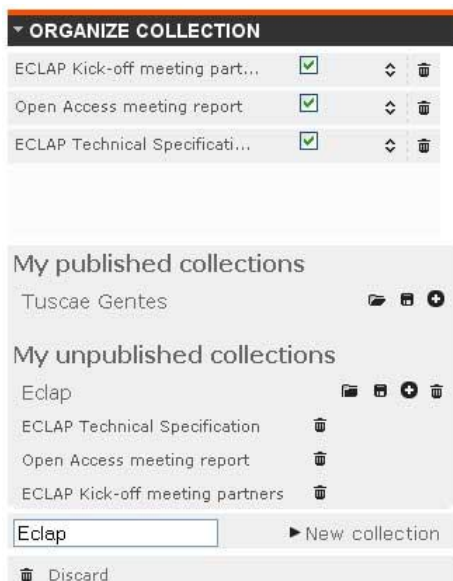 ORGANIZE COLLECTION
ECLAP Kick-off meeting part...
Open Access meeting report
ECLAP Technical Specificati...
My published collections
Tuscae Gentes
My unpublished collections
Eclap
ECLAP Technical Specification
Open Access meeting report
ECLAP Kick-off meeting partners
Eclap New collection
Discard